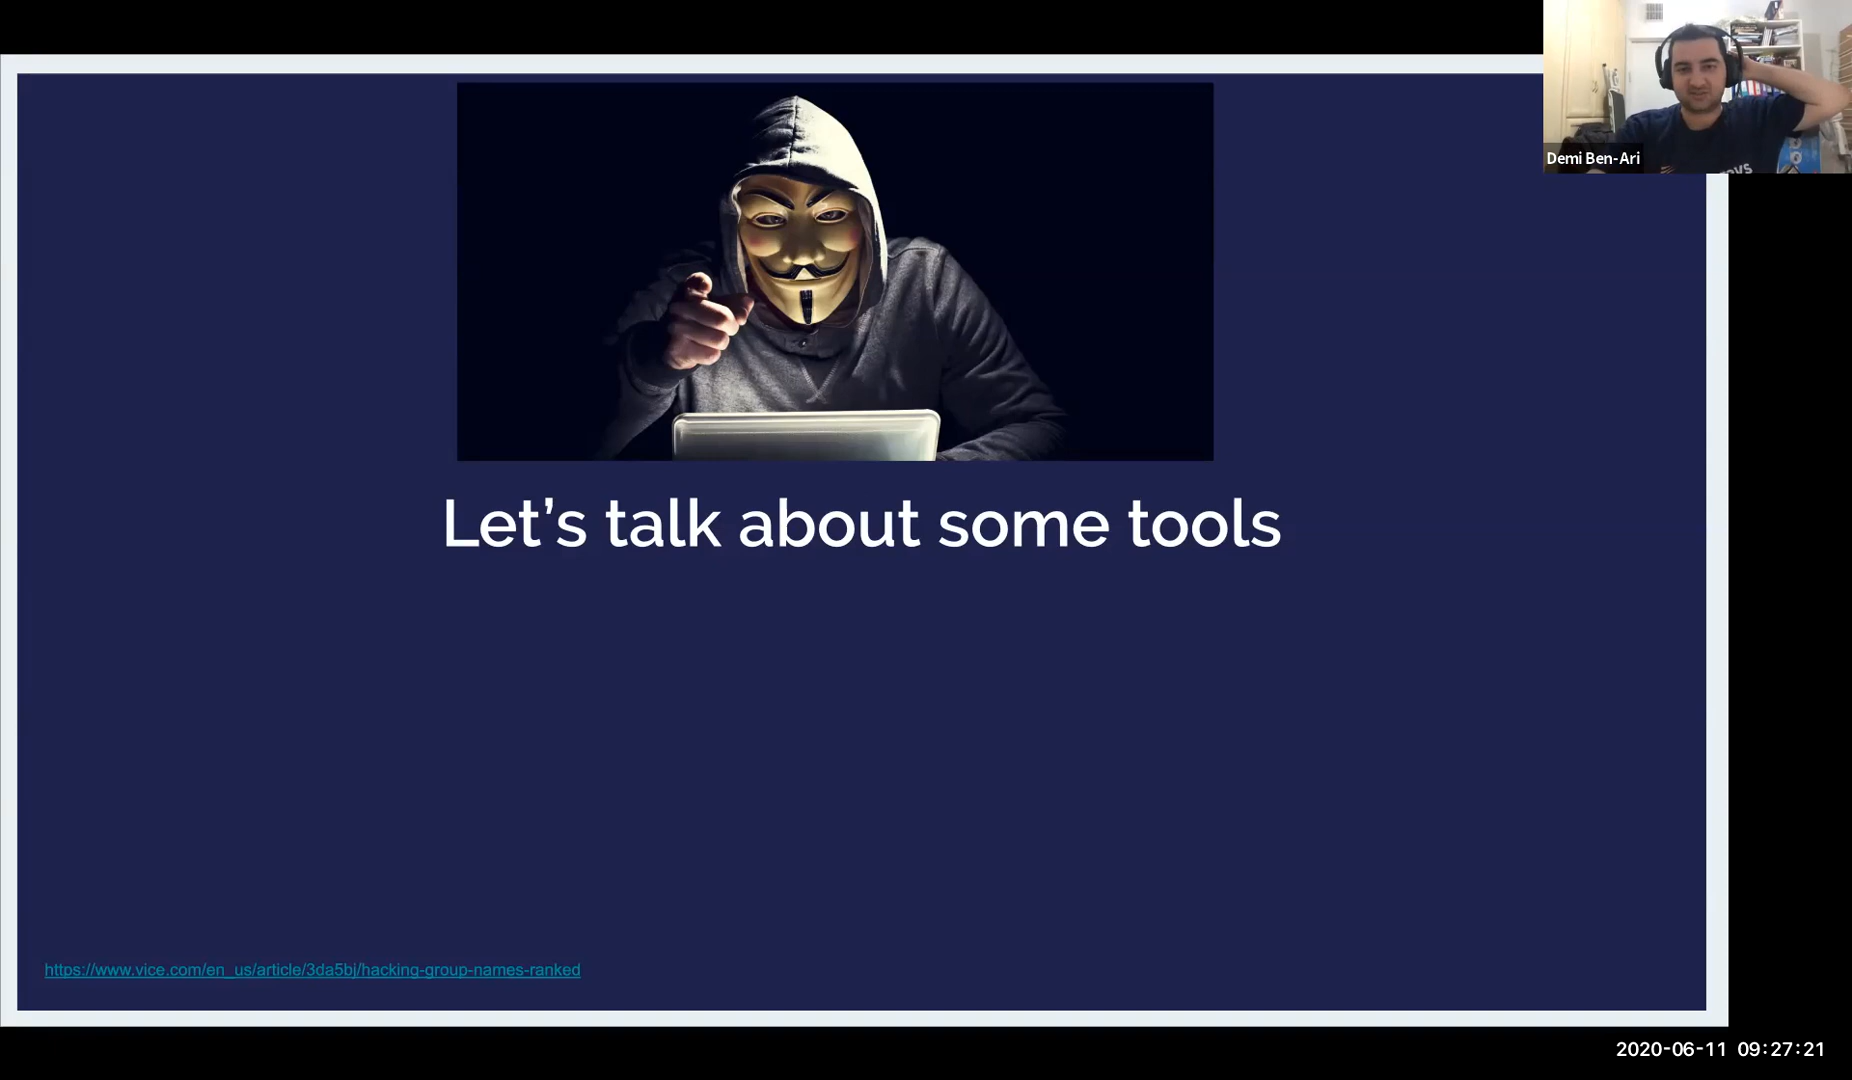 Demi Ben-Ari
Let’s talk about some tools
https://www.vice.com/en_us/article/3da5bj/hacking-group-names-ranked
2020-06-11 09:27:21